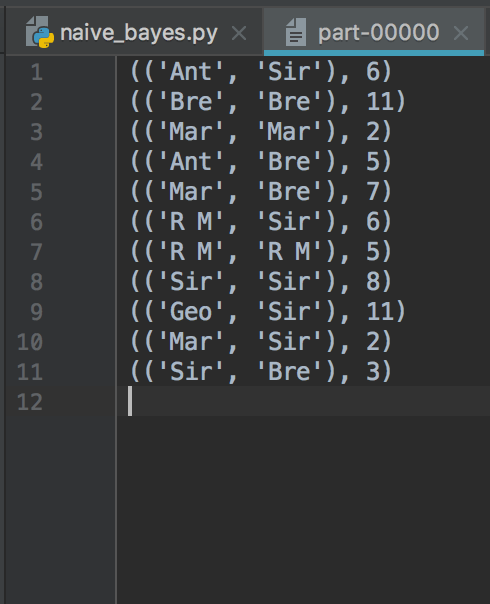 naive_bayes.py × part-00000 ×
1 (('Ant', 'Sir'), 6)
2 (('Bre', 'Bre'), 11)
3 (('Mar', 'Mar'), 2)
4 (('Ant', 'Bre'), 5)
5 (('Mar', 'Bre'), 7)
6 (('R M', 'Sir'), 6)
7 (('R M', 'R M'), 5)
8 (('Sir', 'Sir'), 8)
9 (('Geo', 'Sir'), 11)
10 (('Mar', 'Sir'), 2)
11 (('Sir', 'Bre'), 3)
12